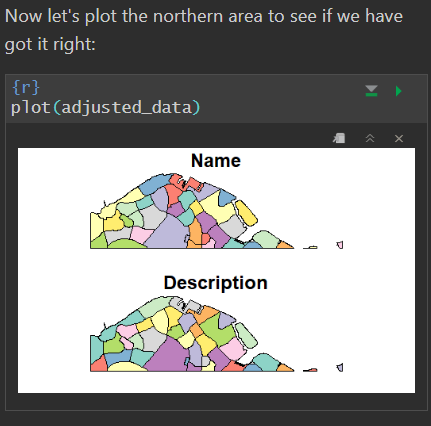 Now let's plot the northern area to see if we have
got it right:
{r}
plot(adjusted_data)
Name
Description